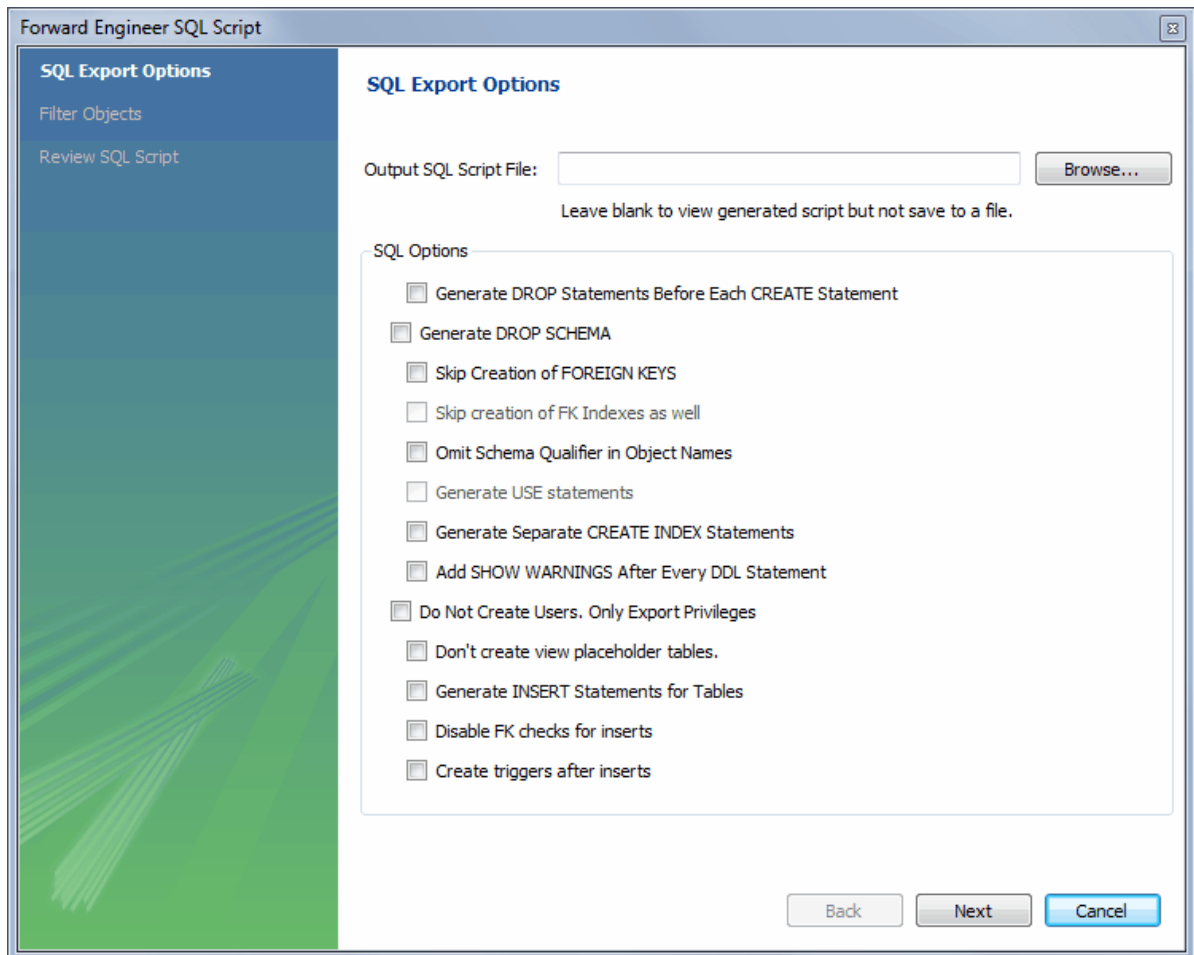 Forward Engineer SQL Script
SQL Export Options
Filter Objects
Review SQL Script
SQL Export Options
Output SQL Script File:
Browse...
Leave blank to view generated script but not save to a file.
SQL Options
Generate DROP Statements Before Each CREATE Statement
Generate DROP SCHEMA
Skip Creation of FOREIGN KEYS
Skip creation of FK Indexes as well
Omit Schema Qualifier in Object Names
Generate USE statements
Generate Separate CREATE INDEX Statements
Add SHOW WARNINGS After Every DDL Statement
Do Not Create Users. Only Export Privileges
Don't create view placeholder tables.
Generate INSERT Statements for Tables
Disable FK checks for inserts
Create triggers after inserts
Back
Next
Cancel